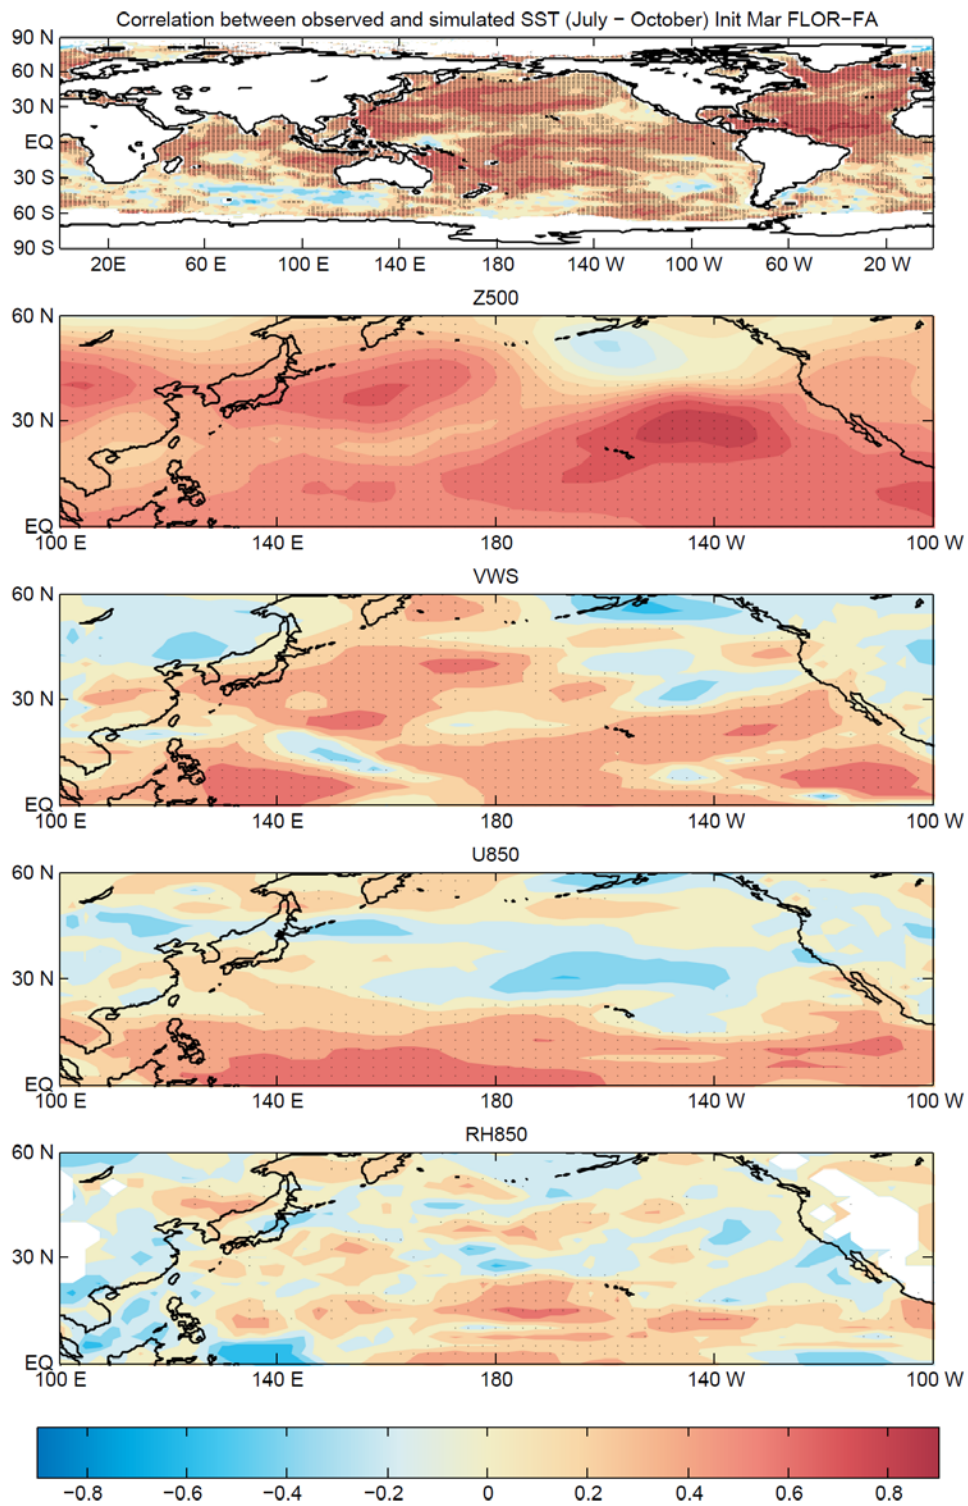 Correlation between observed and simulated SST (July − October) Init Mar FLOR−FA
90 N
60 N
30 N
EQ
30 S
60 S
90 S
20E 60 E 100 E 140 E 180 140 W 100 W 60 W 20 W
Z500
60 N
30 N
EQ
100 E 140 E 180 140 W 100 W
VWS
60 N
30 N
EQ
100 E 140 E 180 140 W 100 W
U850
60 N
30 N
EQ
100 E 140 E 180 140 W 100 W
RH850
60 N
30 N
EQ
100 E 140 E 180 140 W 100 W
−0.8 −0.6 −0.4 −0.2 0 0.2 0.4 0.6 0.8